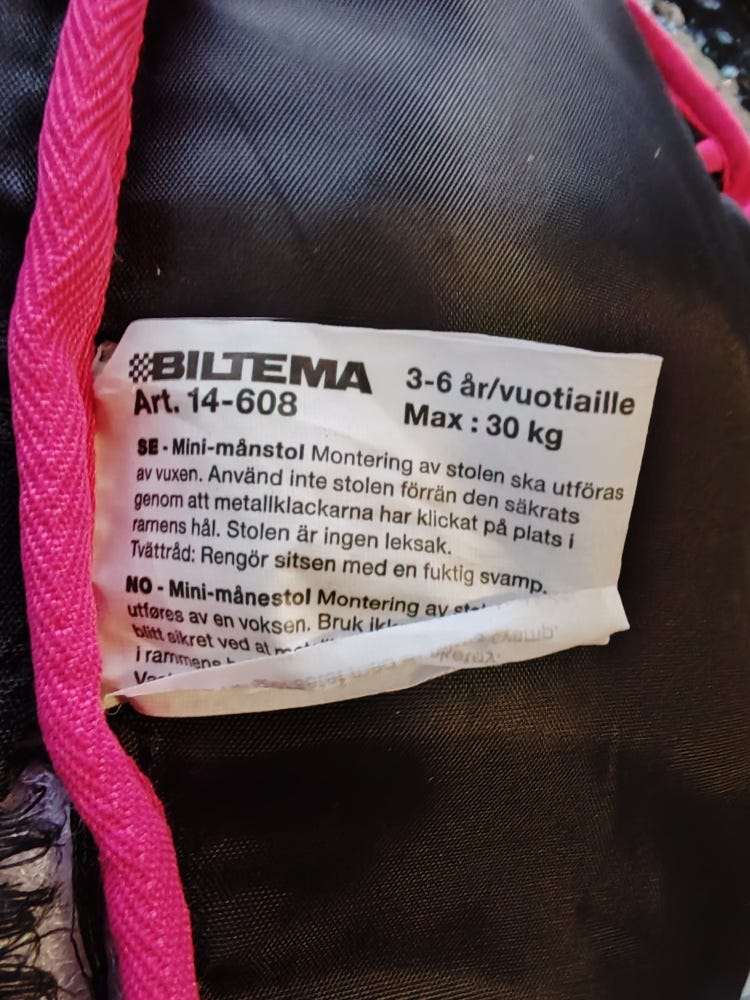 BILTEMA
Art. 14-608
3-6 år/vuotiaille
Max : 30 kg
SE - Mini-månstol Montering av stolen ska utföras
av vuxen. Använd inte stolen förrän den säkrats
genom att metallklackarna har klickat på plats i
ramens hål. Stolen är ingen leksak.
Tvättråd: Rengör sitsen med en fuktig svamp.
NO - Mini-månestol Montering av
utføres av en voksen. Bruk
blitt sikret ved at
i rammens